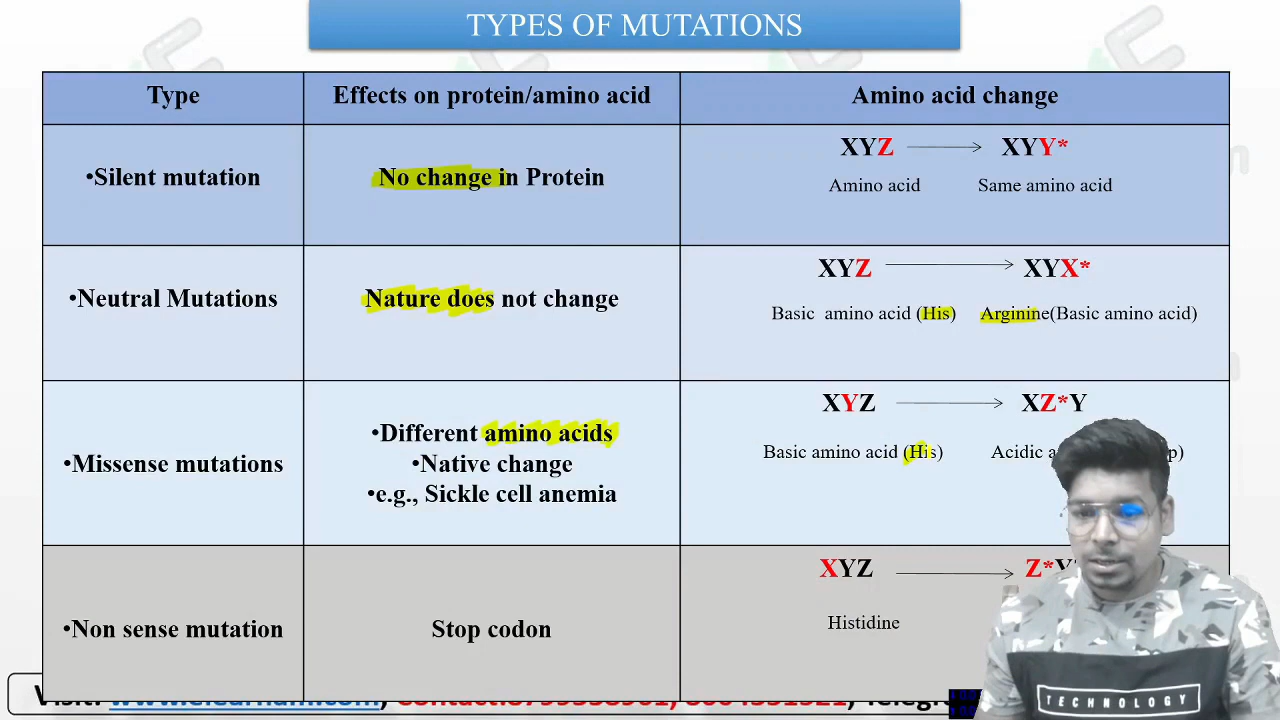 TYPES OF MUTATIONS
Type
Effects on protein/amino acid
Amino acid change
•Silent mutation
No change in Protein
XYZ
XYY*
Amino acid
Same amino acid
•Neutral Mutations
Nature does not change
XYZ
XYX*
Basic amino acid (His)
Arginine(Basic amino acid)
•Missense mutations
•Different amino acids
•Native change
•e.g., Sickle cell anemia
XYZ
XZ*Y
Basic amino acid (His)
Acidic
•Non sense mutation
Stop codon
XYZ
Z*Y
Histidine
TECHNOLOGY